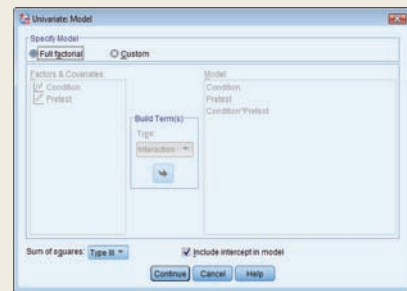 Univariate: Model
Specify Model
Full factorial
Custom
Factors & Covariates:
Condition
Pretest
Build Term(s)
Type:
Interaction
Model:
Condition
Pretest
Condition*Pretest
Sum of squares: Type III
Include intercept in model
Continue Cancel Help